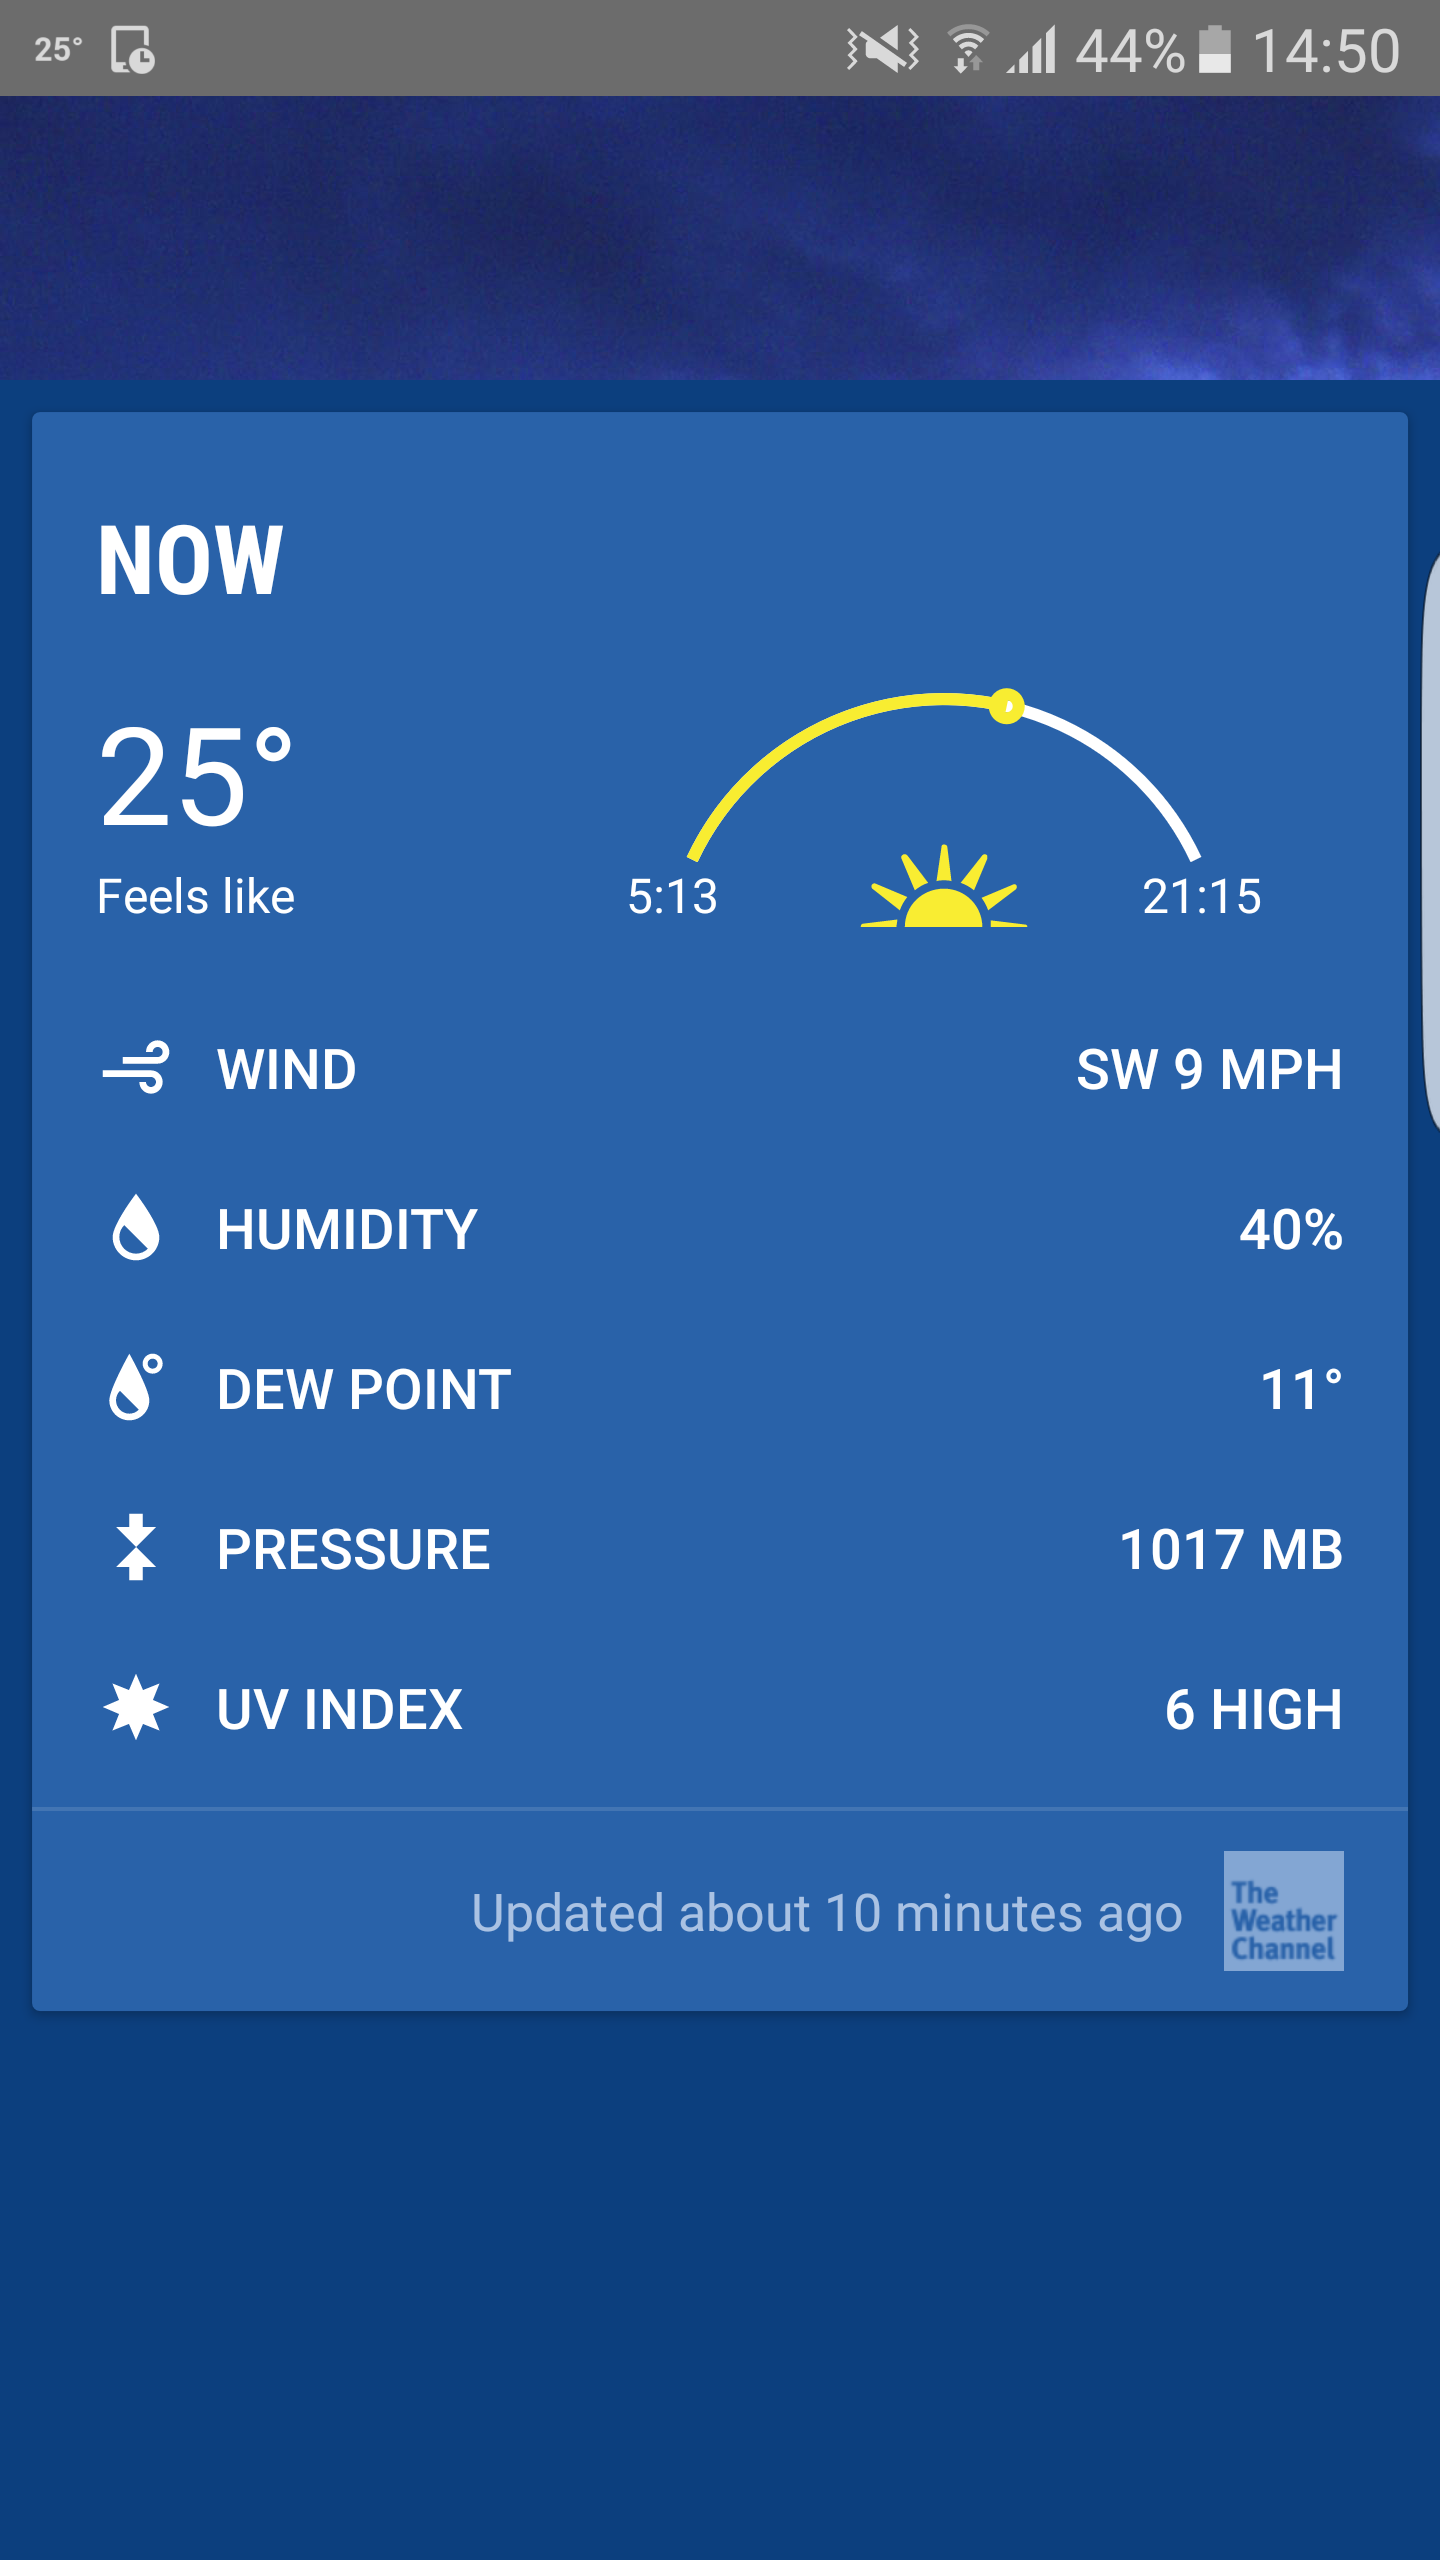 25° 44% 14:50
NOW
25°
Feels like
5:13 21:15
WIND SW 9 MPH
HUMIDITY 40%
DEW POINT 11°
PRESSURE 1017 MB
UV INDEX 6 HIGH
Updated about 10 minutes ago
The
Weather
Channel